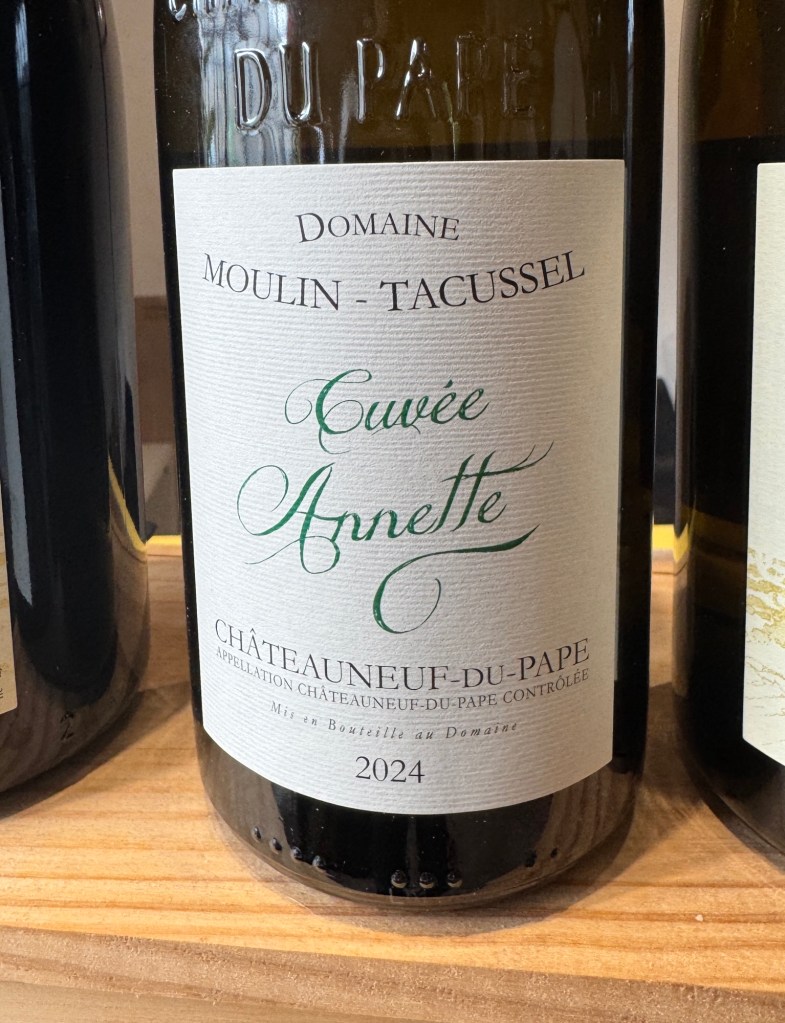 DU PAPE
DOMAINE
MOULIN - TACUSSEL
Cuvée
Annette
CHÂTEAUNEUF-DU-PAPE
APPELLATION CHÂTEAUNEUF-DU-PAPE CONTRÔLÉE
Mis en Bouteille au Domaine
2024